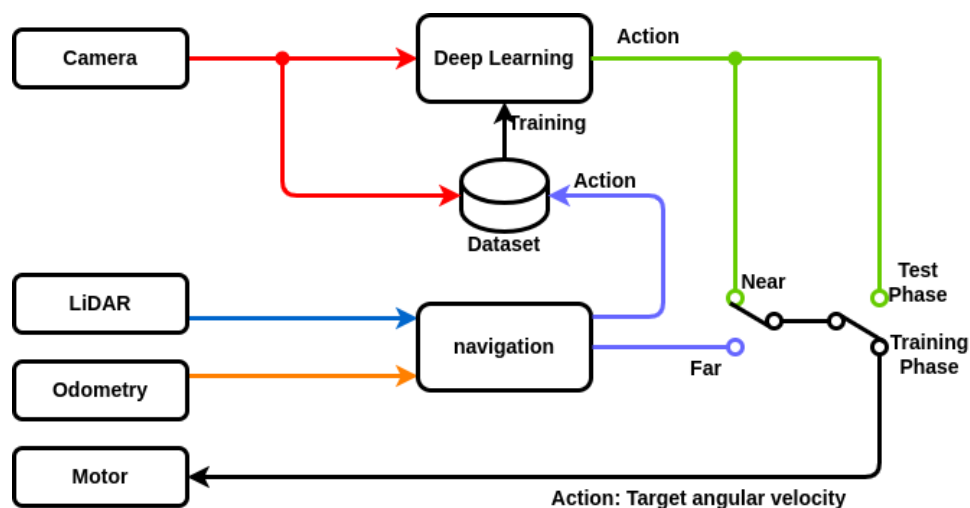 Action
Camera
Deep Learning
Training
Action
Dataset
Near
Test
Phase
LiDAR
navigation
Training
Phase
Far
Odometry
Motor
Action: Target angular velocity